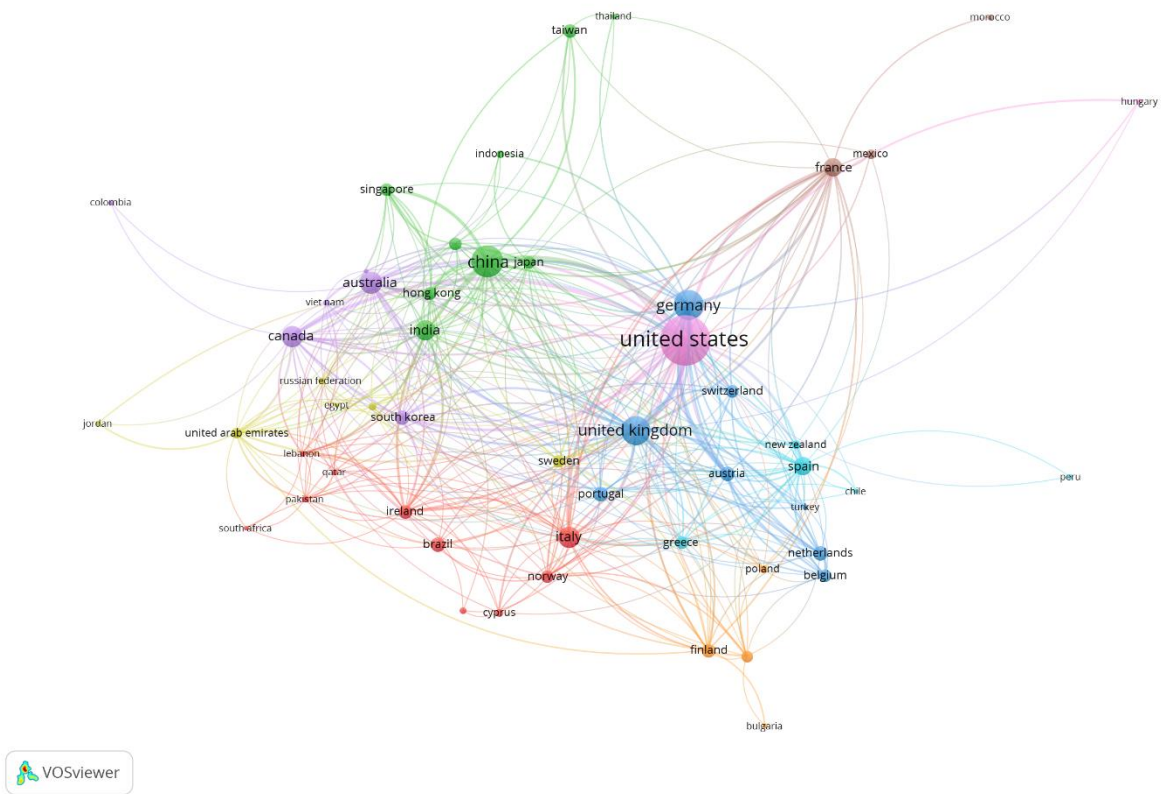 thailand
morocco
taiwan
hungary
indonesia
mexico
france
singapore
colombia
china
japan
australia
hong kong
viet nam
germany
india
canada
united states
russian federation
switzerland
egypt
south korea
jordan
united arab emirates
united kingdom
new zealand
lebanon
sweden
spain
qatar
austria
peru
portugal
chile
pakistan
turkey
ireland
south africa
italy
brazil
greece
netherlands
poland
norway
belgium
cyprus
finland
bulgaria
VOSviewer